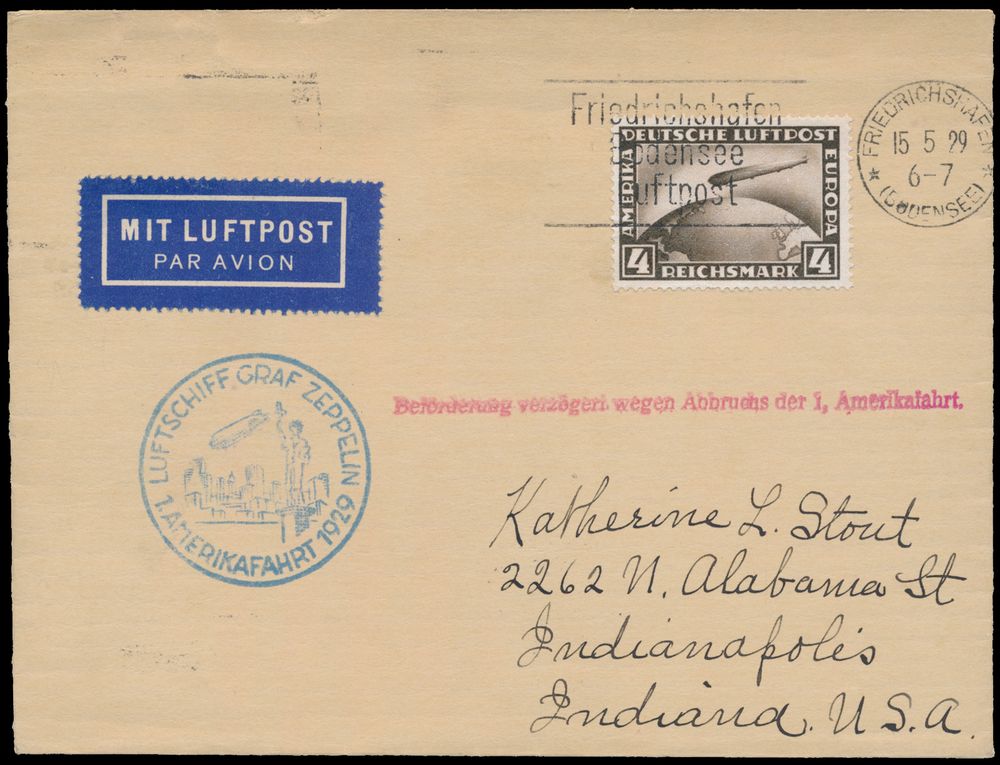 Friedrichshafen
Bodensee
Luftpost
FRIEDRICHSHAFEN
15 5 29
6-7
(BODENSEE)
DEUTSCHE LUFTPOST
AMERIKA
EUROPA
4 REICHSMARK 4
MIT LUFTPOST
PAR AVION
LUFTSCHIFF GRAF ZEPPELIN
1. AMERIKAFAHRT 1929
Beförderung verzögert wegen Abbruchs der 1, Amerikafahrt.
Katherine L. Stout
2262 N. Alabama St
Indianapolis
Indiana. U.S.A.